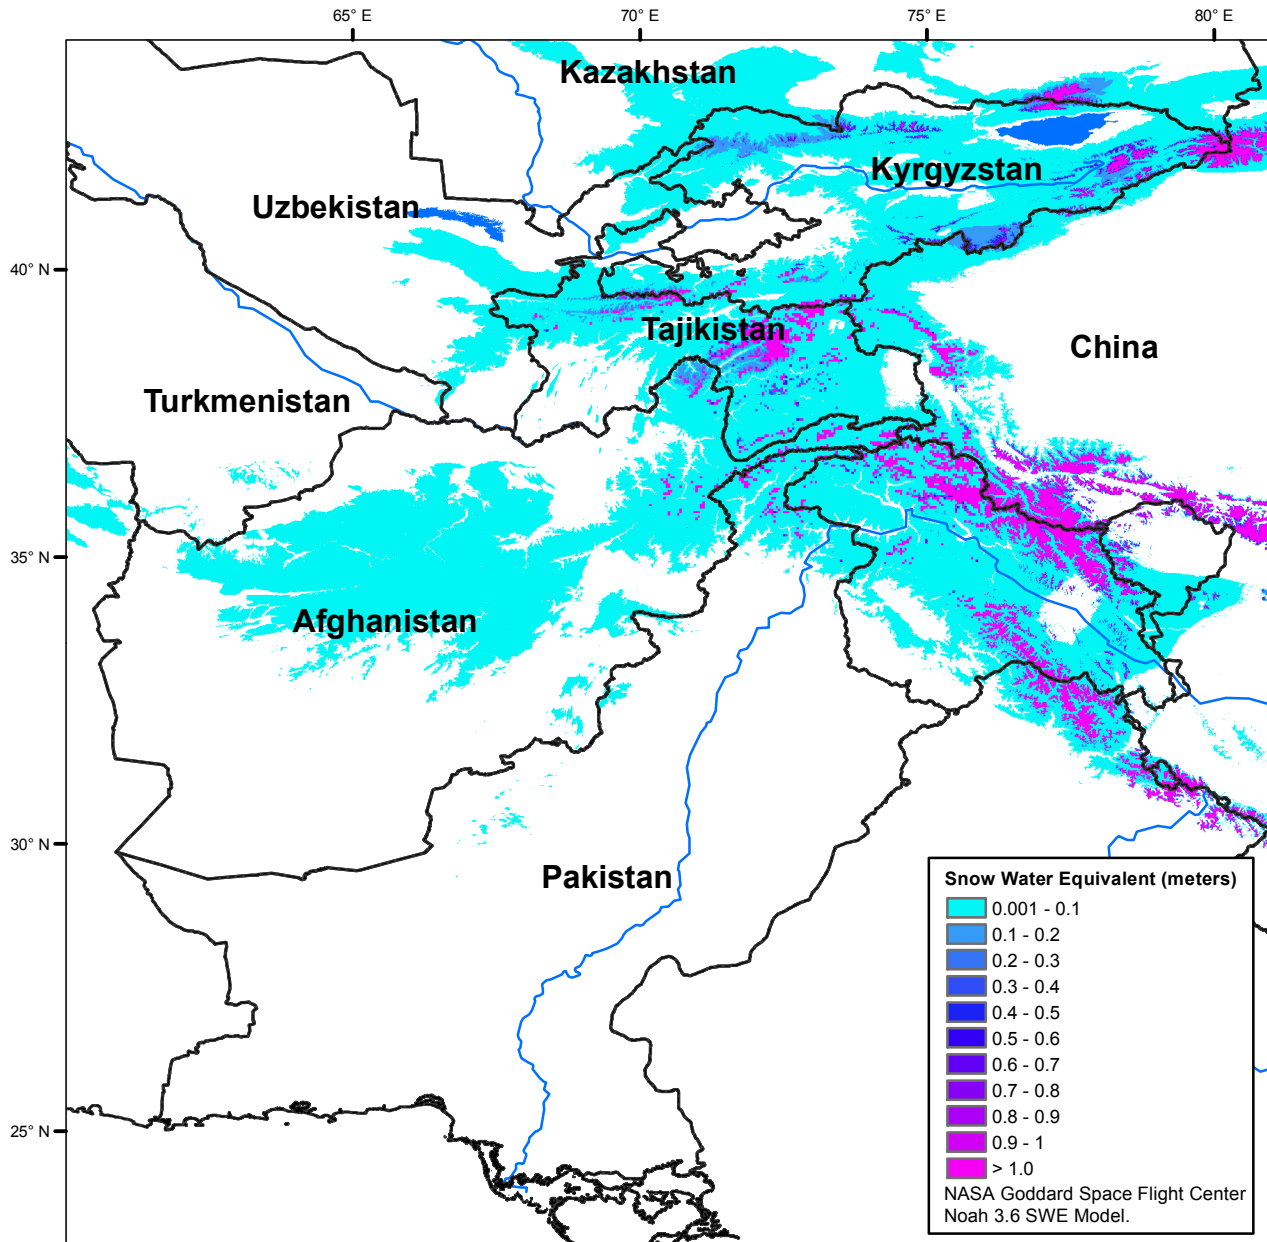 65° E
70° E
75° E
80° E
Kazakhstan
Kyrgyzstan
Uzbekistan
40° N
Tajikistan
China
Turkmenistan
35° N
Afghanistan
30° N
Pakistan
25° N
Snow Water Equivalent (meters)
0.001 - 0.1
0.1 - 0.2
0.2 - 0.3
0.3 - 0.4
0.4 - 0.5
0.5 - 0.6
0.6 - 0.7
0.7 - 0.8
0.8 - 0.9
0.9 - 1
> 1.0
NASA Goddard Space Flight Center
Noah 3.6 SWE Model.